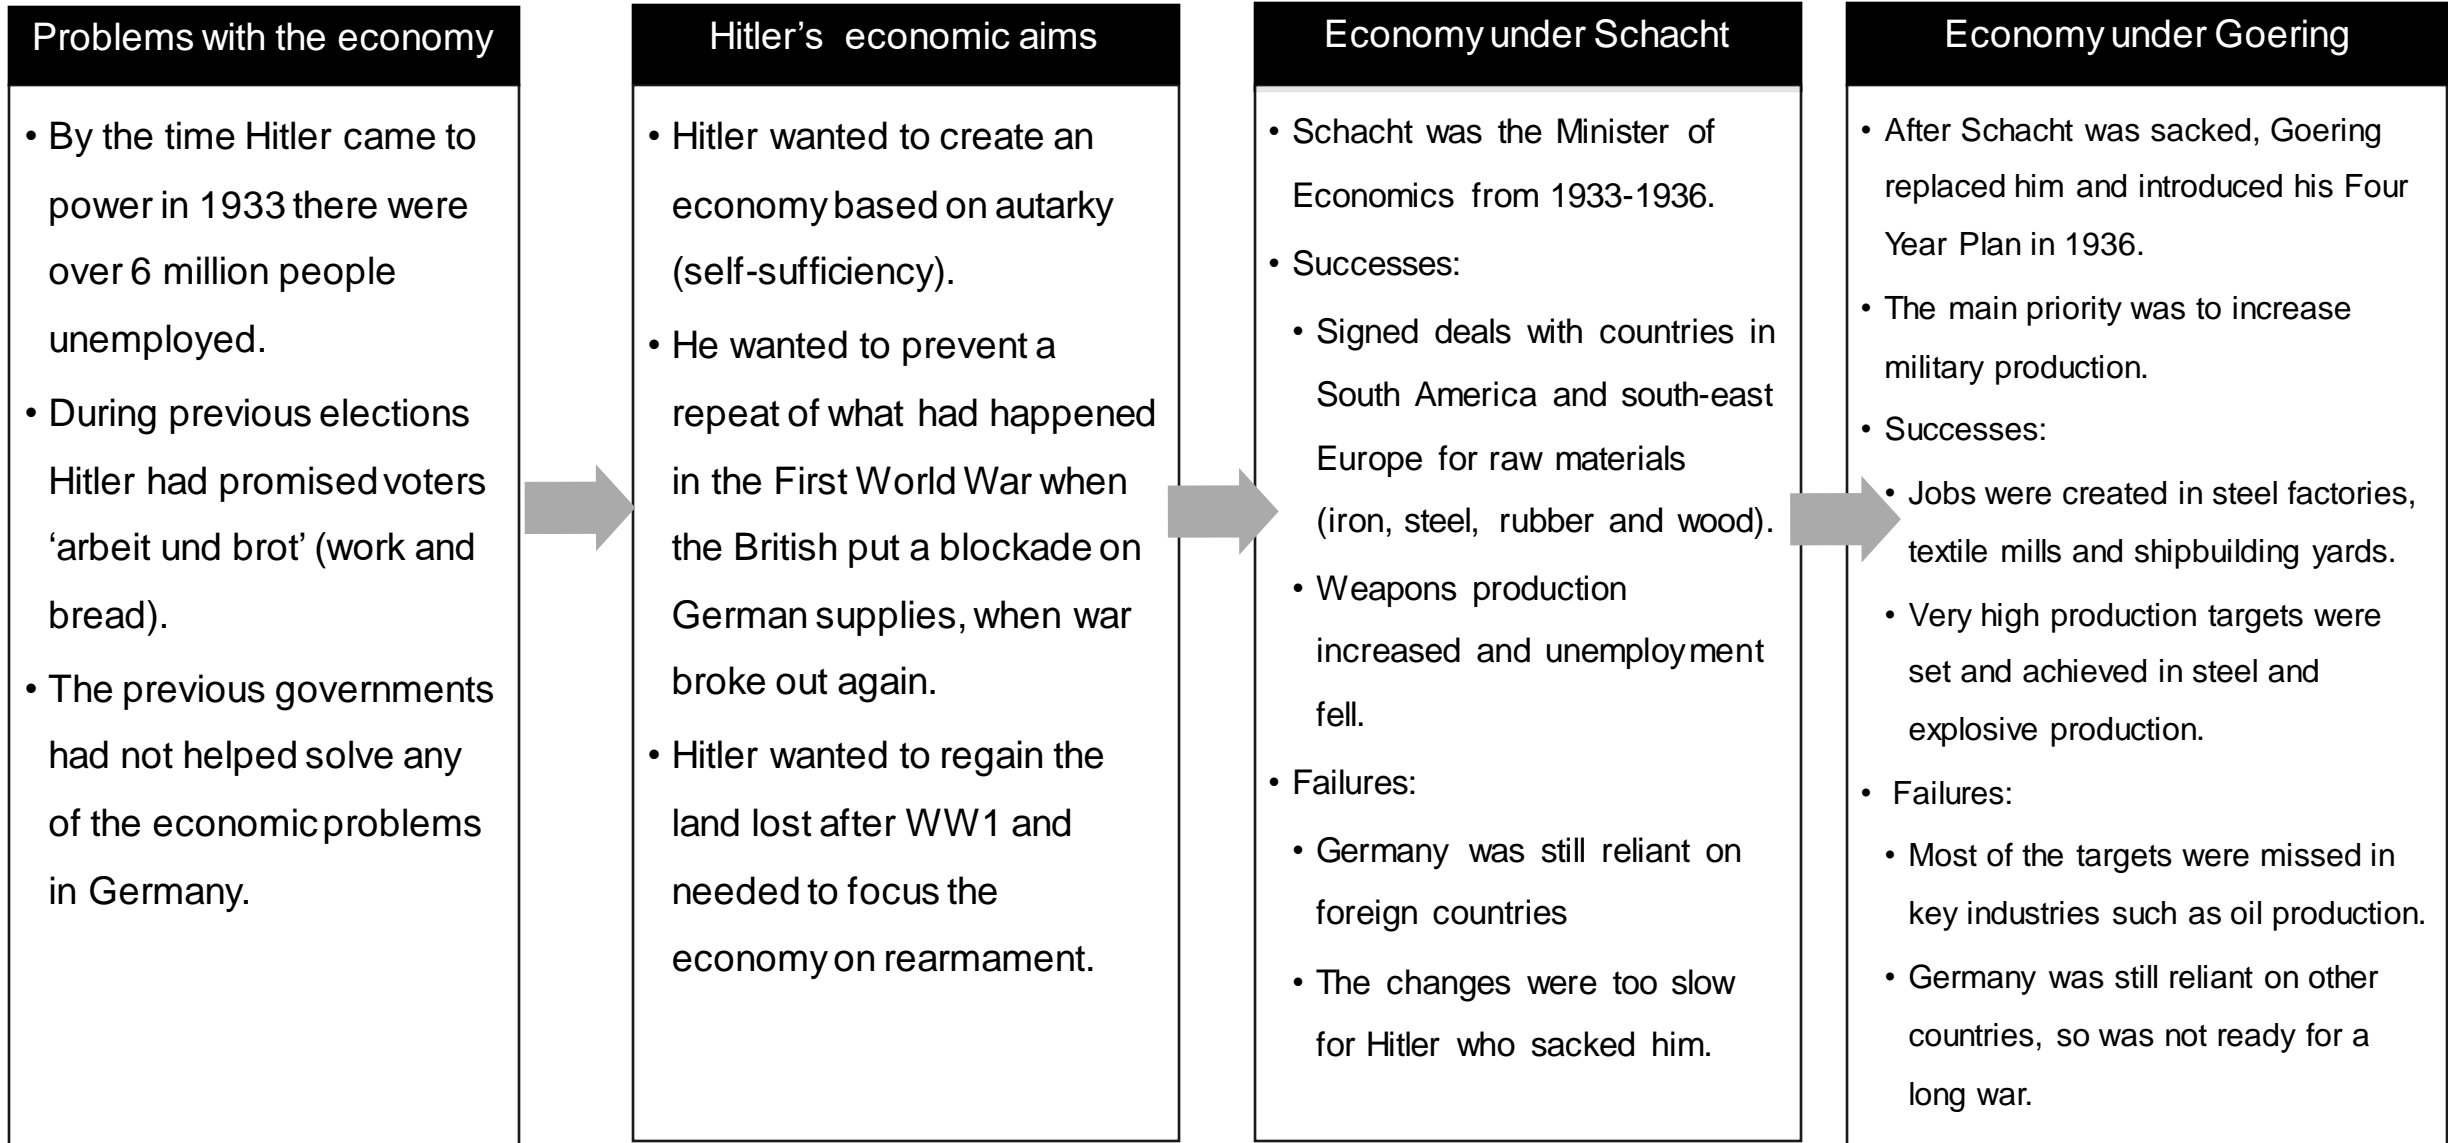 Problems with the economy
• By the time Hitler came to
power in 1933 there were
over 6 million people
unemployed.
• During previous elections
Hitler had promised voters
‘arbeit und brot’ (work and
bread).
• The previous governments
had not helped solve any
of the economic problems
in Germany.
Hitler’s economic aims
• Hitler wanted to create an
economy based on autarky
(self-sufficiency).
• He wanted to prevent a
repeat of what had happened
in the First World War when
the British put a blockade on
German supplies, when war
broke out again.
• Hitler wanted to regain the
land lost after WW1 and
needed to focus the
economy on rearmament.
Economy under Schacht
• Schacht was the Minister of
Economics from 1933-1936.
• Successes:
• Signed deals with countries in
South America and south-east
Europe for raw materials
(iron, steel, rubber and wood).
• Weapons production
increased and unemployment
fell.
• Failures:
• Germany was still reliant on
foreign countries
• The changes were too slow
for Hitler who sacked him.
Economy under Goering
• After Schacht was sacked, Goering
replaced him and introduced his Four
Year Plan in 1936.
• The main priority was to increase
military production.
• Successes:
• Jobs were created in steel factories,
textile mills and shipbuilding yards.
• Very high production targets were
set and achieved in steel and
explosive production.
• Failures:
• Most of the targets were missed in
key industries such as oil production.
• Germany was still reliant on other
countries, so was not ready for a
long war.